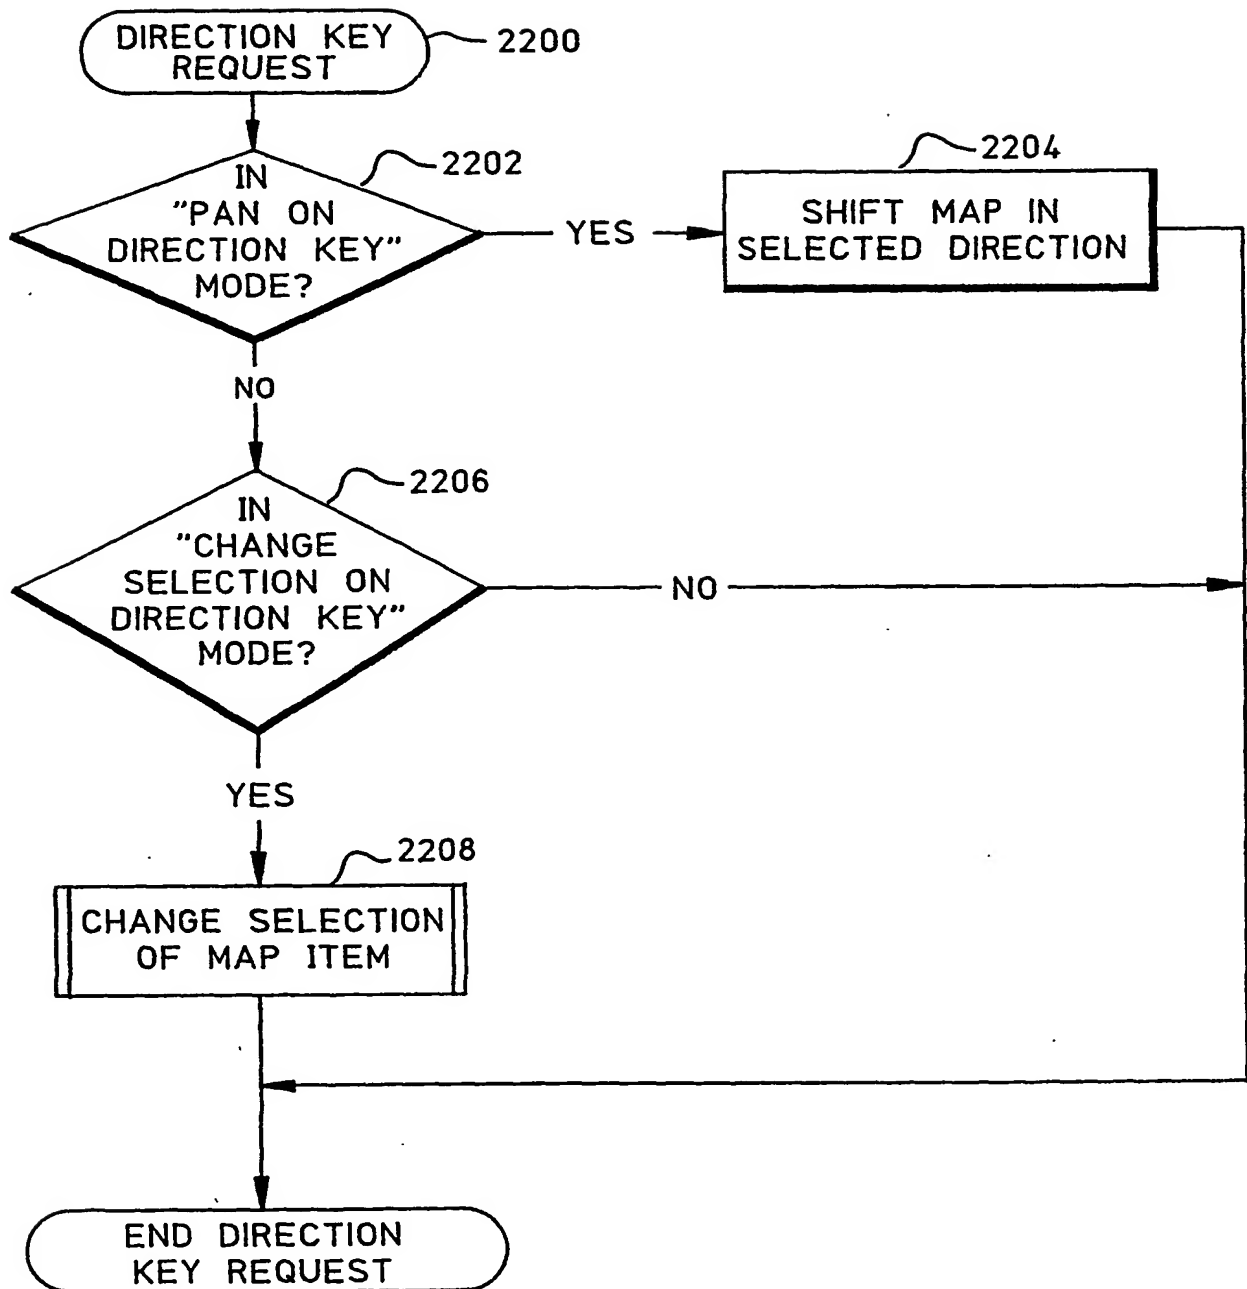 DIRECTION KEY
REQUEST
2200
IN
"PAN ON
DIRECTION KEY"
MODE?
2202
YES
2204
SHIFT MAP IN
SELECTED DIRECTION
NO
2206
IN
"CHANGE
SELECTION ON
DIRECTION KEY"
MODE?
NO
YES
2208
CHANGE SELECTION
OF MAP ITEM
END DIRECTION
KEY REQUEST